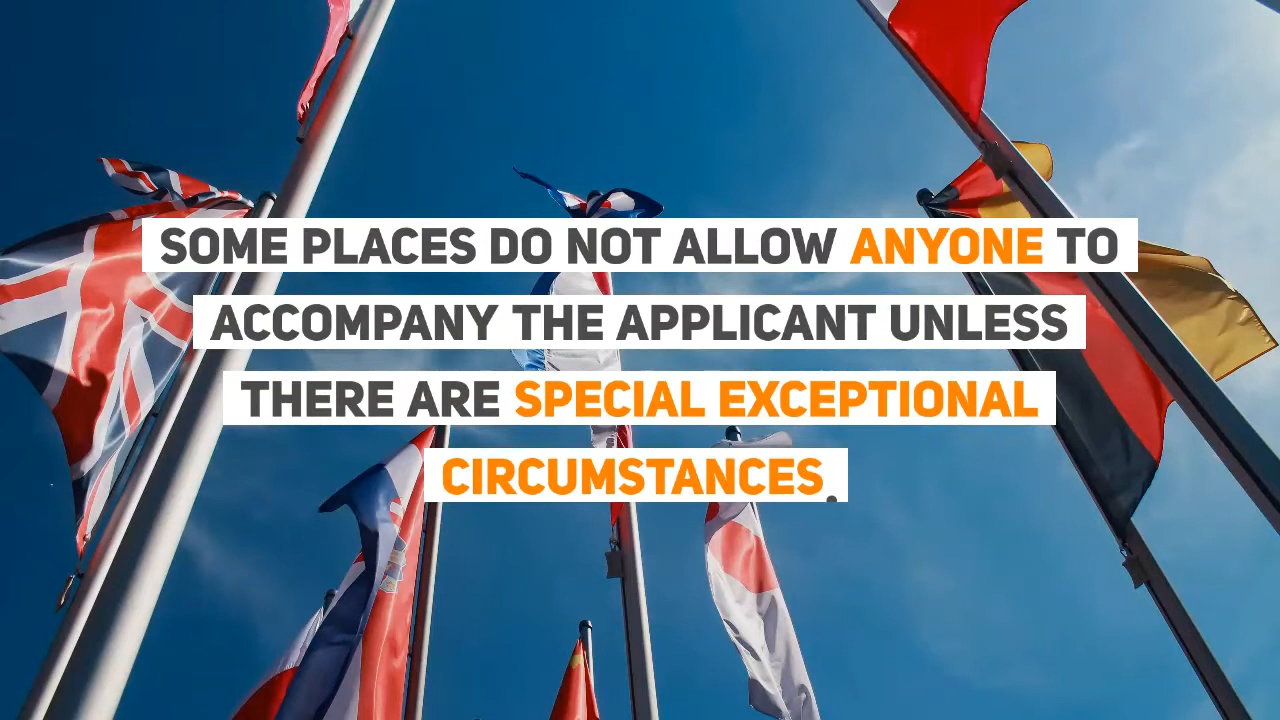 SOME PLACES DO NOT ALLOW ANYONE TO
ACCOMPANY THE APPLICANT UNLESS
THERE ARE SPECIAL EXCEPTIONAL
CIRCUMSTANCES.